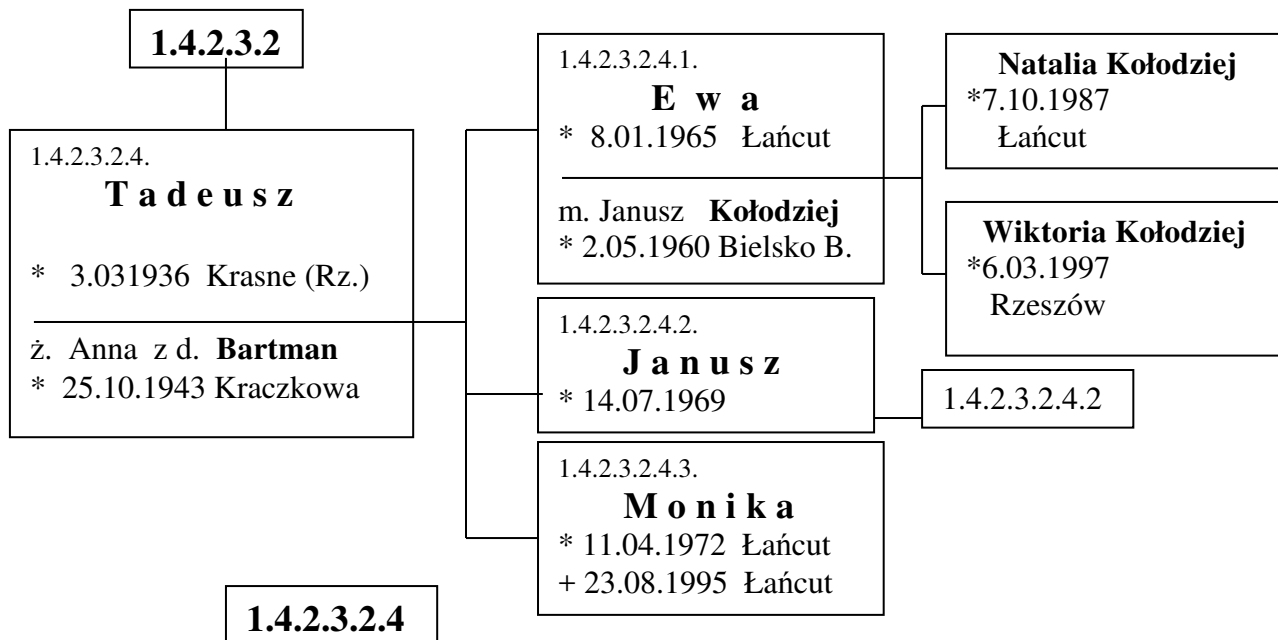 1.4.2.3.2
1.4.2.3.2.4.
T a d e u s z
* 3.031936 Krasne (Rz.)
ż. Anna z d. Bartman
* 25.10.1943 Kraczkowa
1.4.2.3.2.4.1.
E w a
* 8.01.1965 Łańcut
m. Janusz Kołodziej
* 2.05.1960 Bielsko B.
Natalia Kołodziej
*7.10.1987
Łańcut
Wiktoria Kołodziej
*6.03.1997
Rzeszów
1.4.2.3.2.4.2.
J a n u s z
* 14.07.1969
1.4.2.3.2.4.2
1.4.2.3.2.4.3.
M o n i k a
* 11.04.1972 Łańcut
+ 23.08.1995 Łańcut
1.4.2.3.2.4